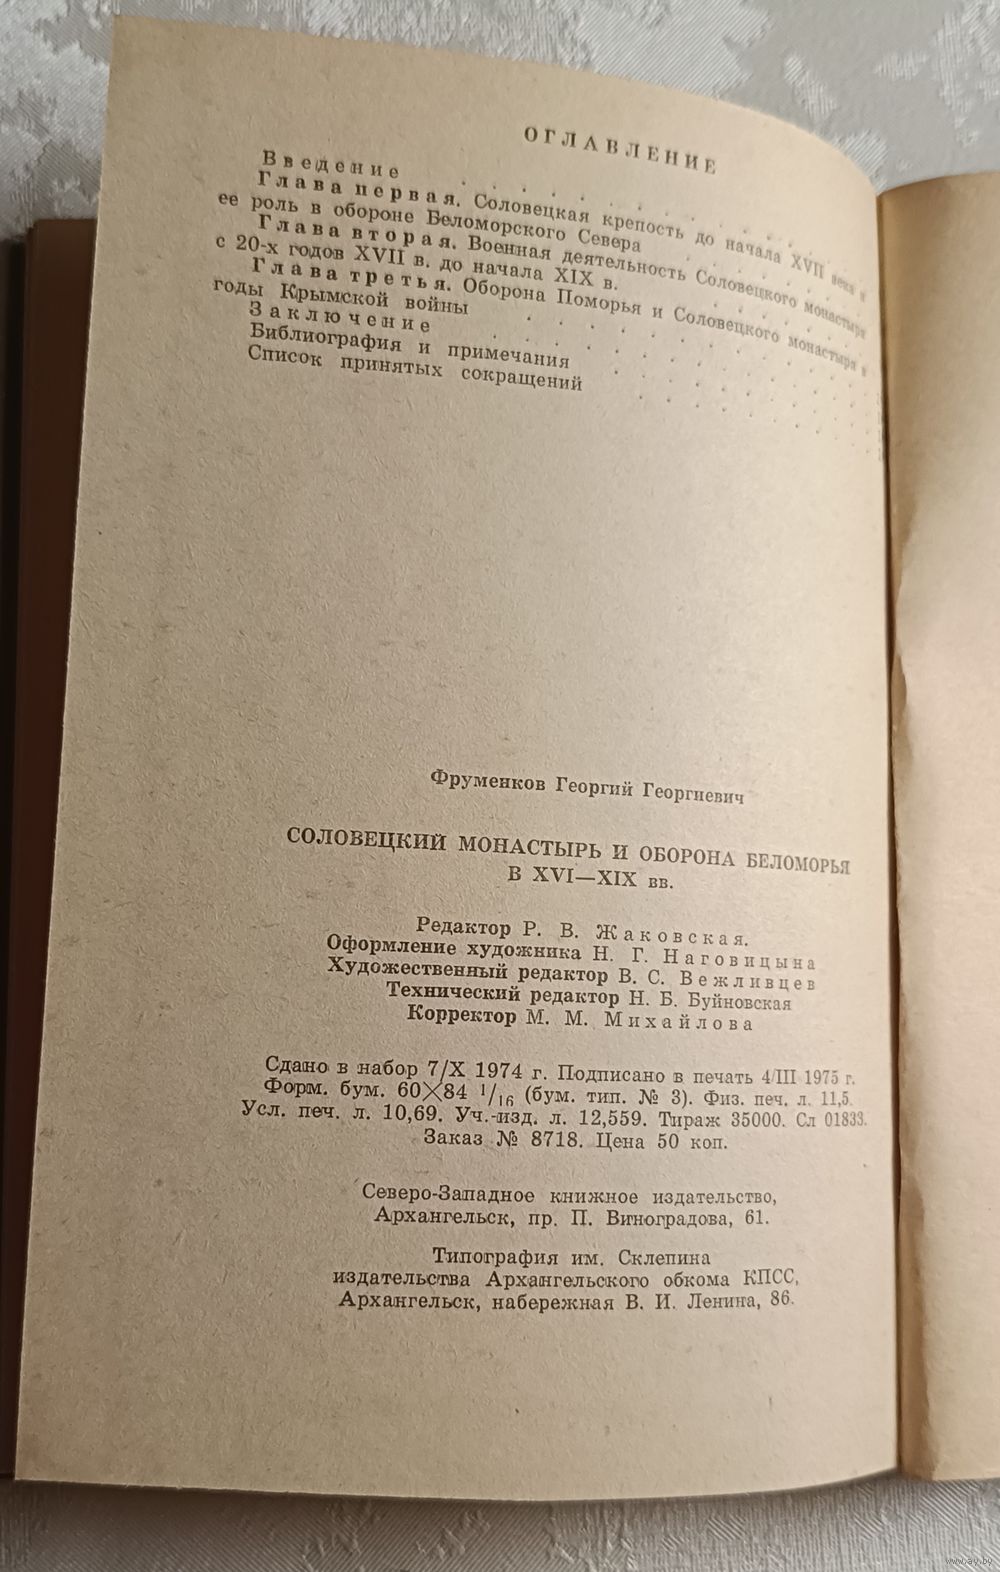 ОГЛАВЛЕНИЕ
Введение
Глава первая. Соловецкая крепость до начала XVII века и
ее роль в обороне Беломорского Севера
Глава вторая. Военная деятельность Соловецкого монастыря
с 20-х годов XVII в. до начала XIX в.
Глава третья. Оборона Поморья и Соловецкого монастыря в
годы Крымской войны
Заключение
Библиография и примечания
Список принятых сокращений
Фруменков Георгий Георгиевич
СОЛОВЕЦКИЙ МОНАСТЫРЬ И ОБОРОНА БЕЛОМОРЬЯ
В XVI—XIX вв.
Редактор Р. В. Жаковская.
Оформление художника Н. Г. Наговицына
Художественный редактор В. С. Вежливцев
Технический редактор Н. Б. Буйновская
Корректор М. М. Михайлова
Сдано в набор 7/X 1974 г. Подписано в печать 4/III 1975 г.
Форм. бум. 60×84 1/16 (бум. тип. № 3). Физ. печ. л. 11,5.
Усл. печ. л. 10,69. Уч.-изд. л. 12,559. Тираж 35000. Сл 01833.
Заказ № 8718. Цена 50 коп.
Северо-Западное книжное издательство,
Архангельск, пр. П. Виноградова, 61.
Типография им. Склепина
издательства Архангельского обкома КПСС,
Архангельск, набережная В. И. Ленина, 86.
www.ay.by